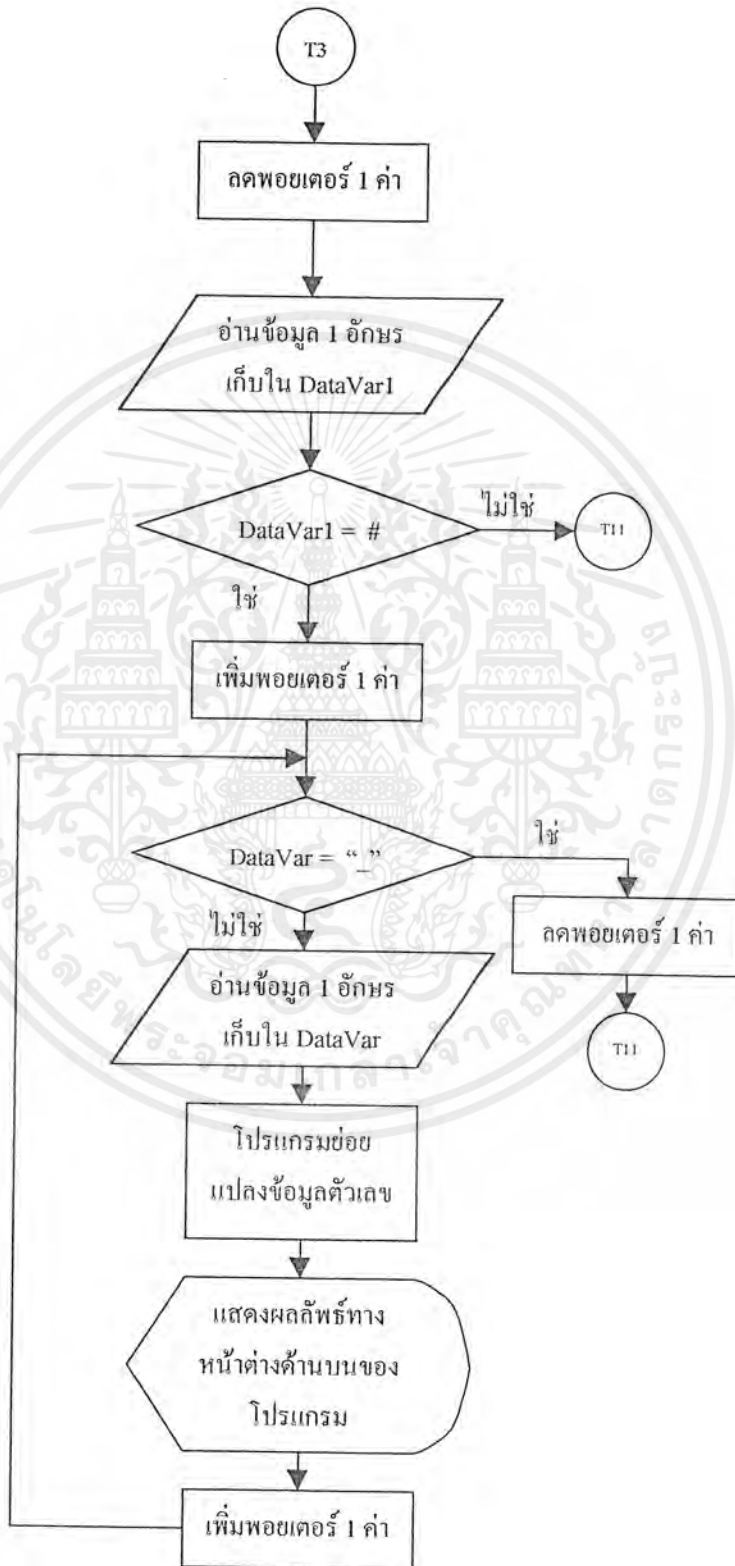 T3
ลดพอยเตอร์ 1 ค่า
อ่านข้อมูล 1 อักษร
เก็บใน DataVar1
DataVar1 = #
ไม่ใช่
T11
ใช่
เพิ่มพอยเตอร์ 1 ค่า
DataVar = “_”
ใช่
ลดพอยเตอร์ 1 ค่า
T11
ไม่ใช่
อ่านข้อมูล 1 อักษร
เก็บใน DataVar
โปรแกรมย่อย
แปลงข้อมูลตัวเลข
แสดงผลลัพธ์ทาง
หน้าต่างด้านบนของ
โปรแกรม
เพิ่มพอยเตอร์ 1 ค่า